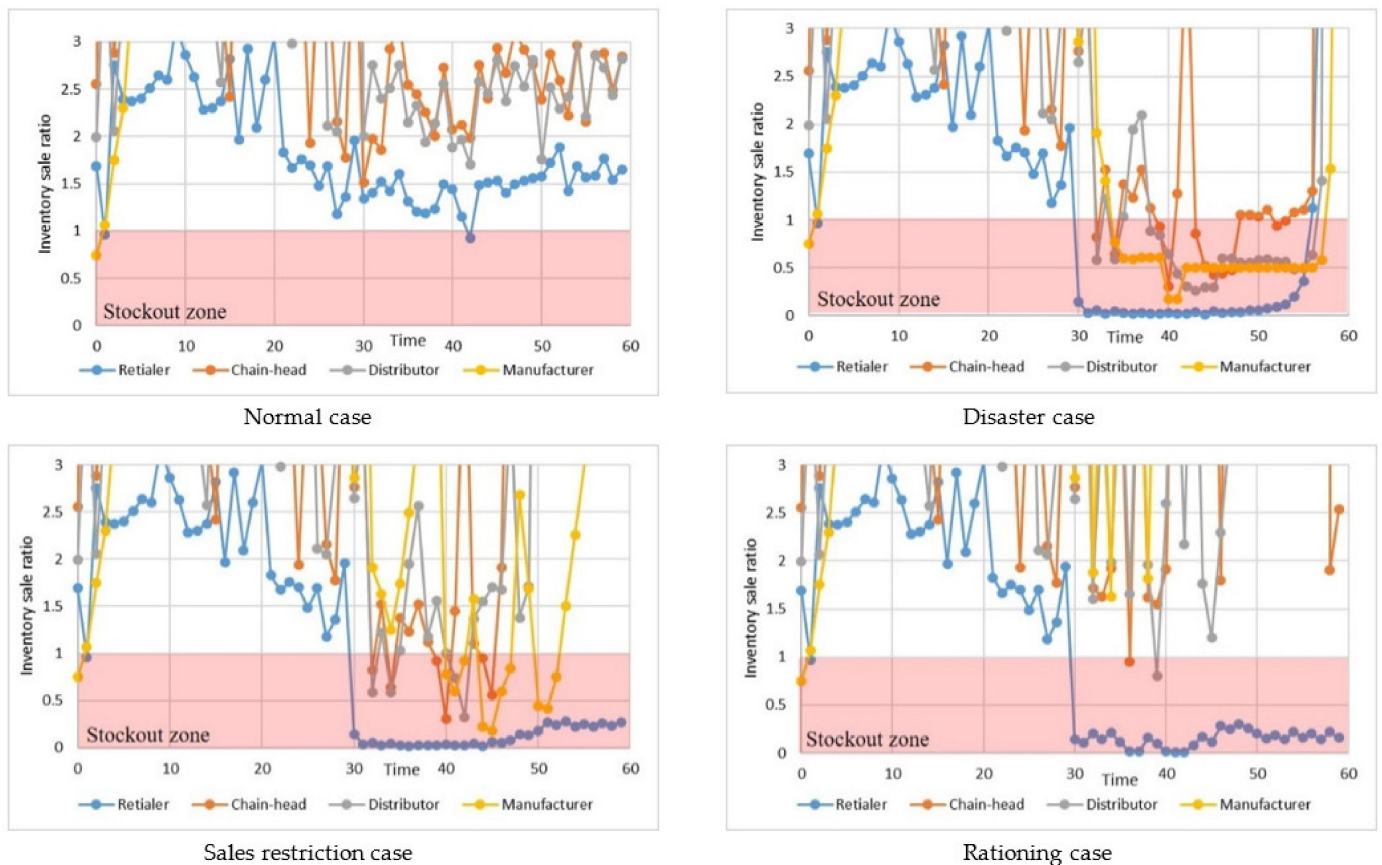 3
2.5
2
1.5
1
0.5
0
Inventory sale ratio
Stockout zone
0 10 20 30 40 50 60
Time
Retialer Chain-head Distributor Manufacturer
Normal case
3
2.5
2
1.5
1
0.5
0
Inventory sale ratio
Stockout zone
0 10 20 30 40 50 60
Time
Retialer Chain-head Distributor Manufacturer
Disaster case
3
2.5
2
1.5
1
0.5
0
Inventory sale ratio
Stockout zone
0 10 20 30 40 50 60
Time
Retialer Chain-head Distributor Manufacturer
Sales restriction case
3
2.5
2
1.5
1
0.5
0
Inventory sale ratio
Stockout zone
0 10 20 30 40 50 60
Time
Retialer Chain-head Distributor Manufacturer
Rationing case